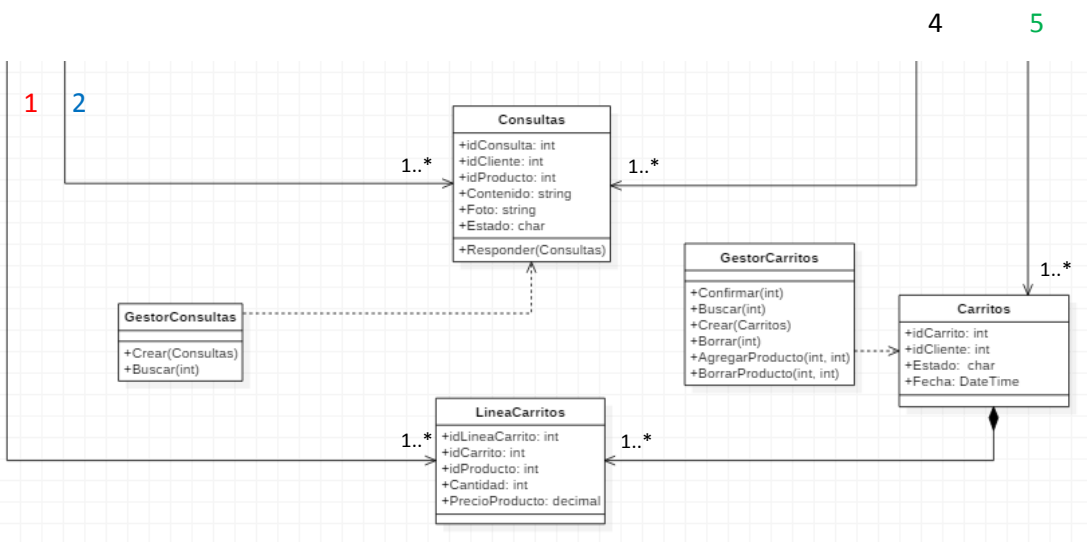 4
5
1
2
Consultas
+idConsulta: int
+idCliente: int
+idProducto: int
+Contenido: string
+Foto: string
+Estado: char
+Responder(Consultas)
1..*
1..*
GestorCarritos
+Confirmar(int)
+Buscar(int)
+Crear(Carritos)
+Borrar(int)
+AgregarProducto(int, int)
+BorrarProducto(int, int)
1..*
Carritos
+idCarrito: int
+idCliente: int
+Estado: char
+Fecha: DateTime
GestorConsultas
+Crear(Consultas)
+Buscar(int)
LineaCarritos
+idLineaCarrito: int
+idCarrito: int
+idProducto: int
+Cantidad: int
+PrecioProducto: decimal
1..*
1..*